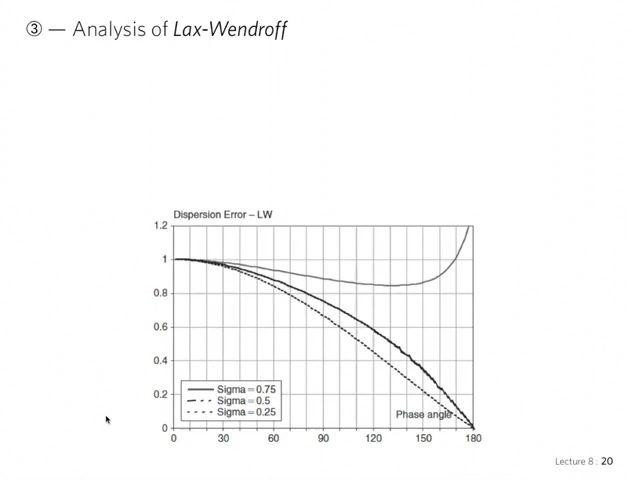 ③ — Analysis of Lax-Wendroff
Dispersion Error – LW
1.2
1
0.8
0.6
0.4
0.2
0
Sigma = 0.75
Sigma = 0.5
Sigma = 0.25
Phase angle
0 30 60 90 120 150 180
Lecture 8 : 20